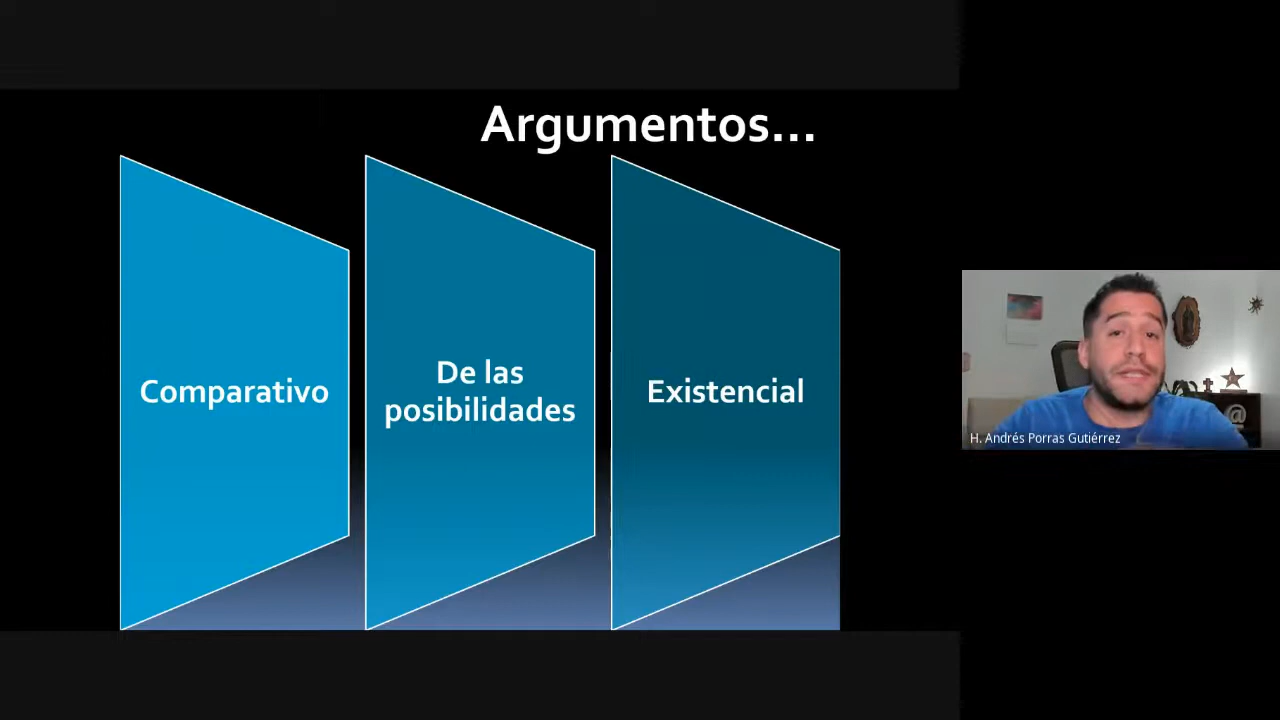 Argumentos...
Comparativo
De las
posibilidades
Existencial
@
H. Andrés Porras Gutiérrez